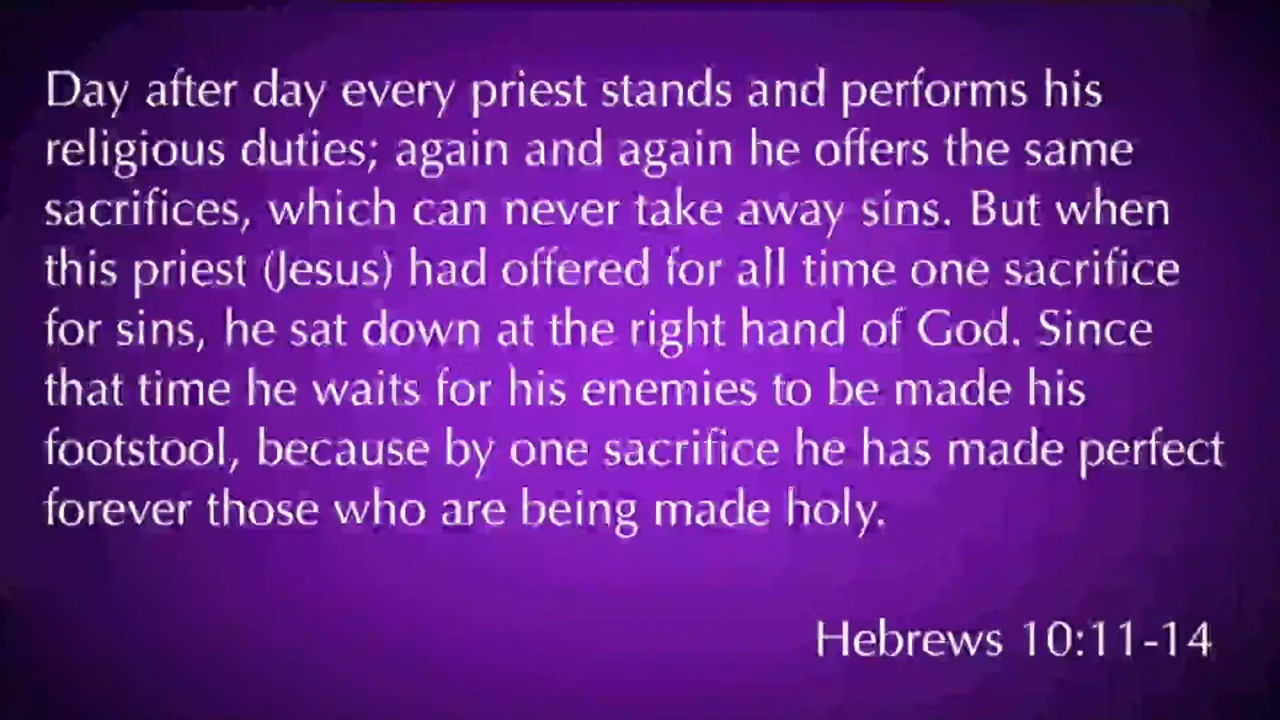 Day after day every priest stands and performs his
religious duties; again and again he offers the same
sacrifices, which can never take away sins. But when
this priest (Jesus) had offered for all time one sacrifice
for sins, he sat down at the right hand of God. Since
that time he waits for his enemies to be made his
footstool, because by one sacrifice he has made perfect
forever those who are being made holy.
Hebrews 10:11-14